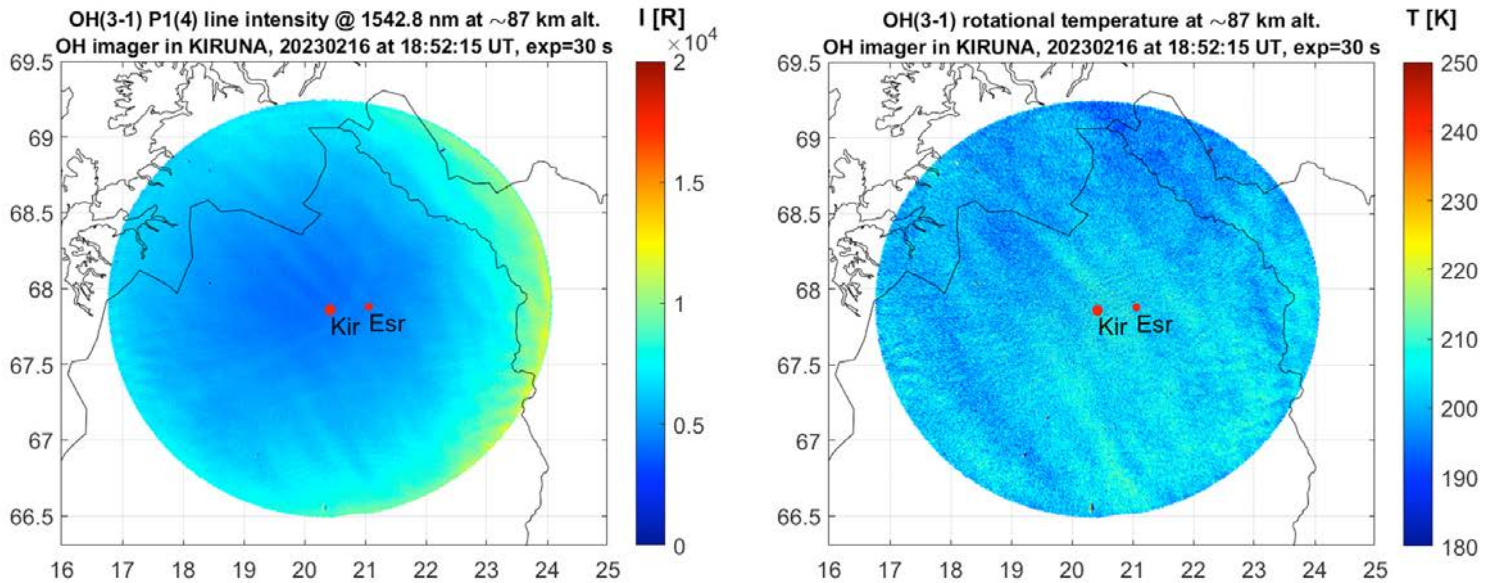 OH(3-1) P1(4) line intensity @ 1542.8 nm at ~87 km alt.
OH imager in KIRUNA, 20230216 at 18:52:15 UT, exp=30 s
I [R]
×10⁴
69.5
69
68.5
68
67.5
67
66.5
16 17 18 19 20 21 22 23 24 25
Kir Esr
2
1.5
1
0.5
0
OH(3-1) rotational temperature at ~87 km alt.
OH imager in KIRUNA, 20230216 at 18:52:15 UT, exp=30 s
T [K]
69.5
69
68.5
68
67.5
67
66.5
16 17 18 19 20 21 22 23 24 25
Kir Esr
250
240
230
220
210
200
190
180